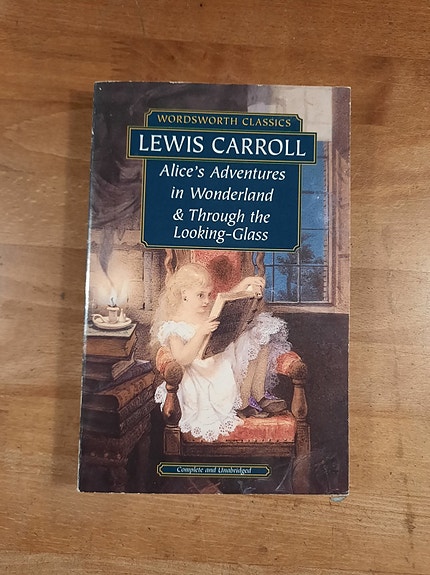 WORDSWORTH CLASSICS
LEWIS CARROLL
Alice's Adventures
in Wonderland
& Through the
Looking-Glass
Complete and Unabridged